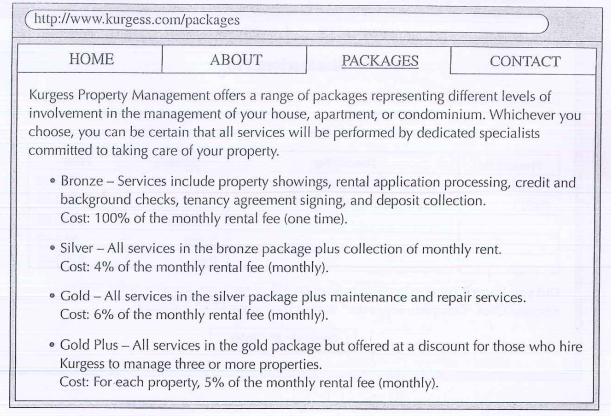 http://www.kurgess.com/packages
HOME ABOUT PACKAGES CONTACT
Kurgess Property Management offers a range of packages representing different levels of
involvement in the management of your house, apartment, or condominium. Whichever you
choose, you can be certain that all services will be performed by dedicated specialists
committed to taking care of your property.
• Bronze – Services include property showings, rental application processing, credit and
background checks, tenancy agreement signing, and deposit collection.
Cost: 100% of the monthly rental fee (one time).
• Silver – All services in the bronze package plus collection of monthly rent.
Cost: 4% of the monthly rental fee (monthly).
• Gold – All services in the silver package plus maintenance and repair services.
Cost: 6% of the monthly rental fee (monthly).
• Gold Plus – All services in the gold package but offered at a discount for those who hire
Kurgess to manage three or more properties.
Cost: For each property, 5% of the monthly rental fee (monthly).